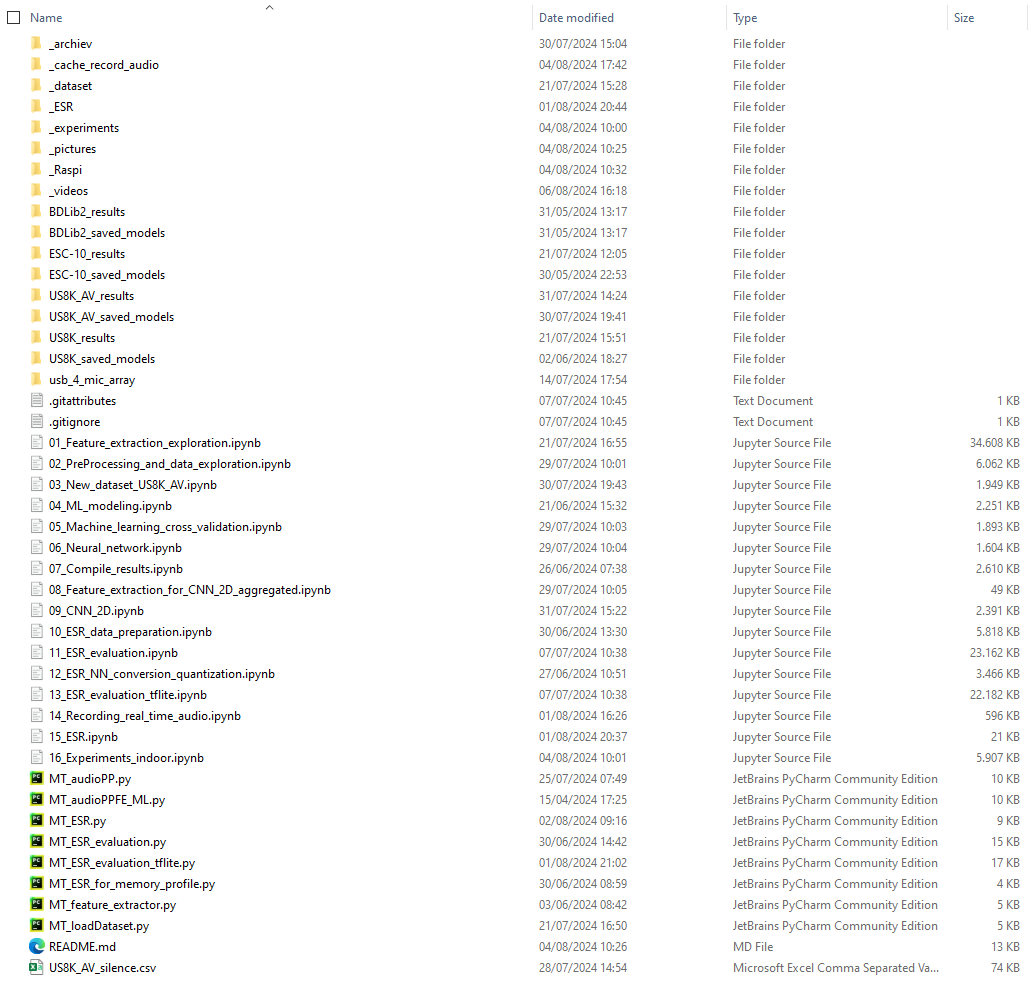 Name Date modified Type Size
_archiev 30/07/2024 15:04 File folder
_cache_record_audio 04/08/2024 17:42 File folder
_dataset 21/07/2024 15:28 File folder
_ESR 01/08/2024 20:44 File folder
_experiments 04/08/2024 10:00 File folder
_pictures 04/08/2024 10:25 File folder
_Raspi 04/08/2024 10:32 File folder
_videos 06/08/2024 16:18 File folder
BDLib2_results 31/05/2024 13:17 File folder
BDLib2_saved_models 31/05/2024 13:17 File folder
ESC-10_results 21/07/2024 12:05 File folder
ESC-10_saved_models 30/05/2024 22:53 File folder
US8K_AV_results 31/07/2024 14:24 File folder
US8K_AV_saved_models 30/07/2024 19:41 File folder
US8K_results 21/07/2024 15:51 File folder
US8K_saved_models 02/06/2024 18:27 File folder
usb_4_mic_array 14/07/2024 17:54 File folder
.gitattributes 07/07/2024 10:45 Text Document 1 KB
.gitignore 07/07/2024 10:45 Text Document 1 KB
01_Feature_extraction_exploration.ipynb 21/07/2024 16:55 Jupyter Source File 34.608 KB
02_PreProcessing_and_data_exploration.ipynb 29/07/2024 10:01 Jupyter Source File 6.062 KB
03_New_dataset_US8K_AV.ipynb 30/07/2024 19:43 Jupyter Source File 1.949 KB
04_ML_modeling.ipynb 21/06/2024 15:32 Jupyter Source File 2.251 KB
05_Machine_learning_cross_validation.ipynb 29/07/2024 10:03 Jupyter Source File 1.893 KB
06_Neural_network.ipynb 29/07/2024 10:04 Jupyter Source File 1.604 KB
07_Compile_results.ipynb 26/06/2024 07:38 Jupyter Source File 2.610 KB
08_Feature_extraction_for_CNN_2D_aggregated.ipynb 29/07/2024 10:05 Jupyter Source File 49 KB
09_CNN_2D.ipynb 31/07/2024 15:22 Jupyter Source File 2.391 KB
10_ESR_data_preparation.ipynb 30/06/2024 13:30 Jupyter Source File 5.818 KB
11_ESR_evaluation.ipynb 07/07/2024 10:38 Jupyter Source File 23.162 KB
12_ESR_NN_conversion_quantization.ipynb 27/06/2024 10:51 Jupyter Source File 3.466 KB
13_ESR_evaluation_tflite.ipynb 07/07/2024 10:38 Jupyter Source File 22.182 KB
14_Recording_real_time_audio.ipynb 01/08/2024 16:26 Jupyter Source File 596 KB
15_ESR.ipynb 01/08/2024 20:37 Jupyter Source File 21 KB
16_Experiments_indoor.ipynb 04/08/2024 10:01 Jupyter Source File 5.907 KB
MT_audioPP.py 25/07/2024 07:49 JetBrains PyCharm Community Edition 10 KB
MT_audioPPFE_ML.py 15/04/2024 17:25 JetBrains PyCharm Community Edition 10 KB
MT_ESR.py 02/08/2024 09:16 JetBrains PyCharm Community Edition 9 KB
MT_ESR_evaluation.py 30/06/2024 14:42 JetBrains PyCharm Community Edition 15 KB
MT_ESR_evaluation_tflite.py 01/08/2024 21:02 JetBrains PyCharm Community Edition 17 KB
MT_ESR_for_memory_profile.py 30/06/2024 08:59 JetBrains PyCharm Community Edition 4 KB
MT_feature_extractor.py 03/06/2024 08:42 JetBrains PyCharm Community Edition 5 KB
MT_loadDataset.py 21/07/2024 16:50 JetBrains PyCharm Community Edition 5 KB
README.md 04/08/2024 10:26 MD File 13 KB
US8K_AV_silence.csv 28/07/2024 14:54 Microsoft Excel Comma Separated Va... 74 KB